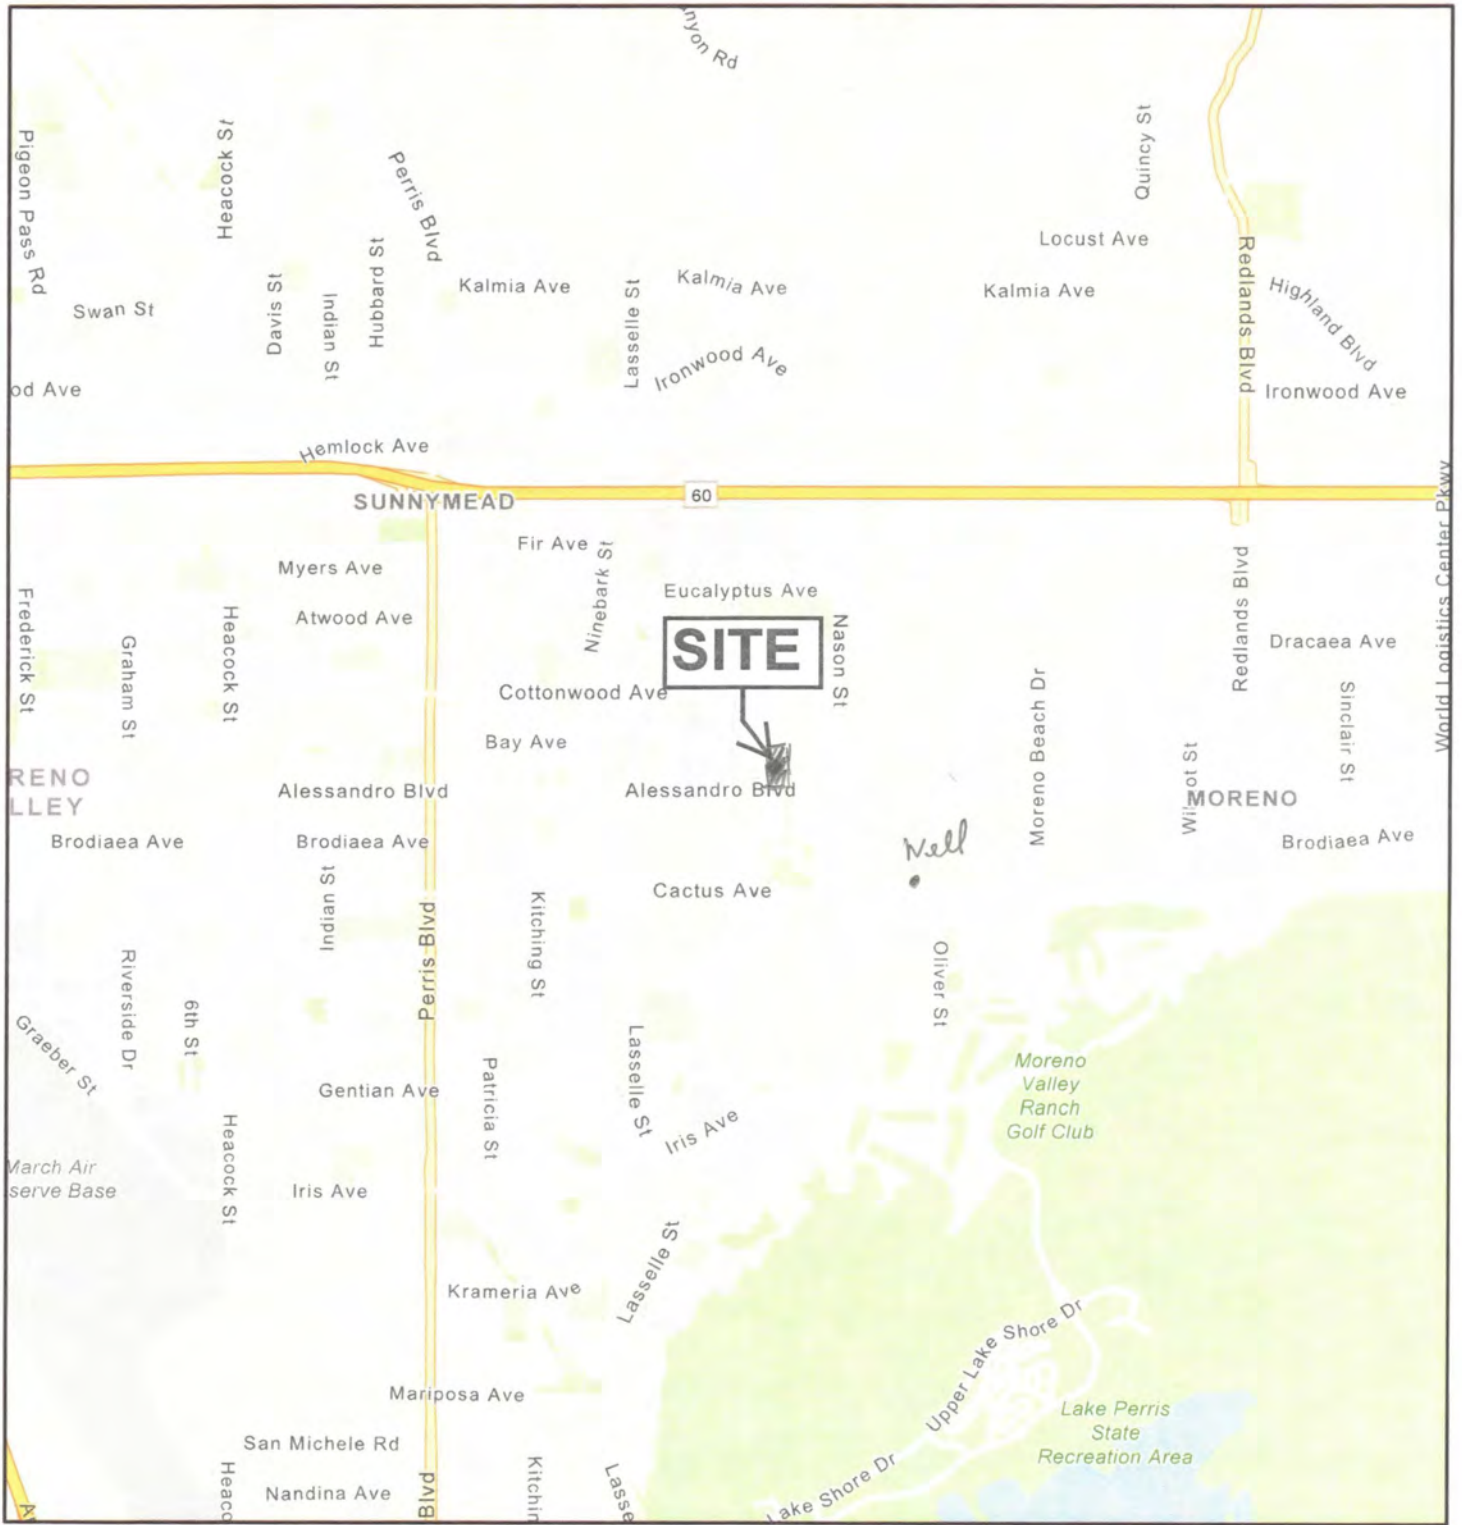 nyon Rd
Pigeon Pass Rd
Heacock St
Perris Blvd
Quincy St
Hubbard St
Locust Ave
Redlands Blvd
Davis St
Indian St
Kalmia Ave
Lasselle St
Kalmia Ave
Kalmia Ave
Highland Blvd
Swan St
Ironwood Ave
od Ave
Ironwood Ave
Hemlock Ave
SUNNYMEAD
60
World Logistics Center Pkwy
Fir Ave
Ninebark St
Myers Ave
Eucalyptus Ave
Redlands Blvd
Frederick St
Graham St
Heacock St
Atwood Ave
SITE
Nason St
Dracaea Ave
Cottonwood Ave
Moreno Beach Dr
Sinclair St
Bay Ave
RENO
LLEY
Alessandro Blvd
Alessandro Blvd
Wilmot St
MORENO
Brodiaea Ave
Brodiaea Ave
Well
Brodiaea Ave
Indian St
Kitching St
Cactus Ave
Perris Blvd
Riverside Dr
Oliver St
6th St
Graeber St
Gentian Ave
Patricia St
Lasselle St
Moreno
Valley
Ranch
Golf Club
Heacock St
Iris Ave
March Air
serve Base
Iris Ave
Lasselle St
Krameria Ave
Upper Lake Shore Dr
Mariposa Ave
Lake Perris
State
Recreation Area
San Michele Rd
Heaco
Nandina Ave
Blvd
Kitchin
Lasse
Lake Shore Dr
A